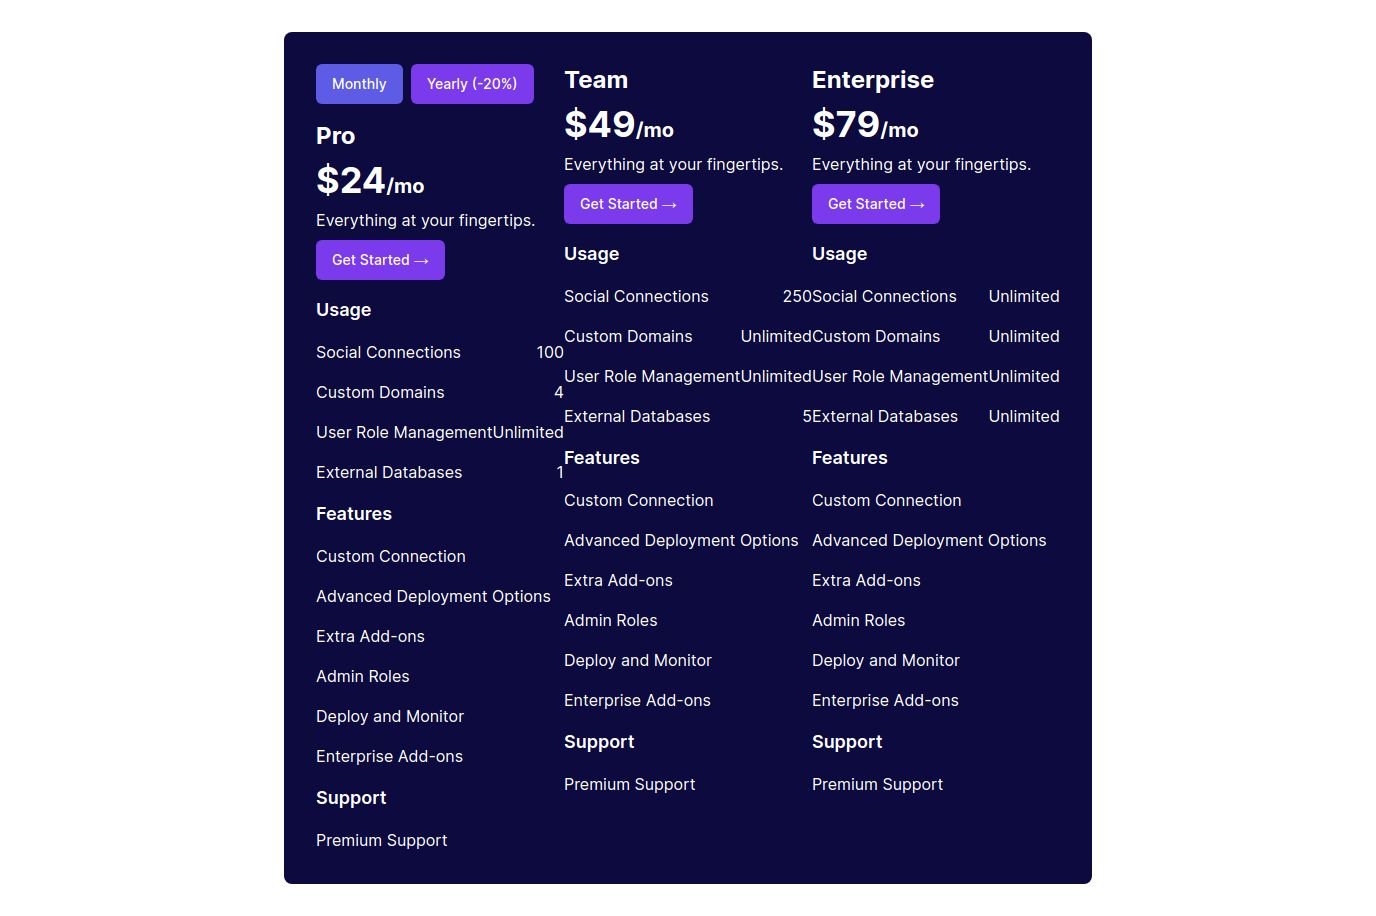 Monthly
Yearly (-20%)
Pro
$24/mo
Everything at your fingertips.
Get Started →
Usage
Social Connections 100
Custom Domains 4
User Role Management Unlimited
External Databases 1
Features
Custom Connection
Advanced Deployment Options
Extra Add-ons
Admin Roles
Deploy and Monitor
Enterprise Add-ons
Support
Premium Support
Team
$49/mo
Everything at your fingertips.
Get Started →
Usage
Social Connections 250
Custom Domains Unlimited
User Role Management Unlimited
External Databases 5
Features
Custom Connection
Advanced Deployment Options
Extra Add-ons
Admin Roles
Deploy and Monitor
Enterprise Add-ons
Support
Premium Support
Enterprise
$79/mo
Everything at your fingertips.
Get Started →
Usage
Social Connections Unlimited
Custom Domains Unlimited
User Role Management Unlimited
External Databases Unlimited
Features
Custom Connection
Advanced Deployment Options
Extra Add-ons
Admin Roles
Deploy and Monitor
Enterprise Add-ons
Support
Premium Support